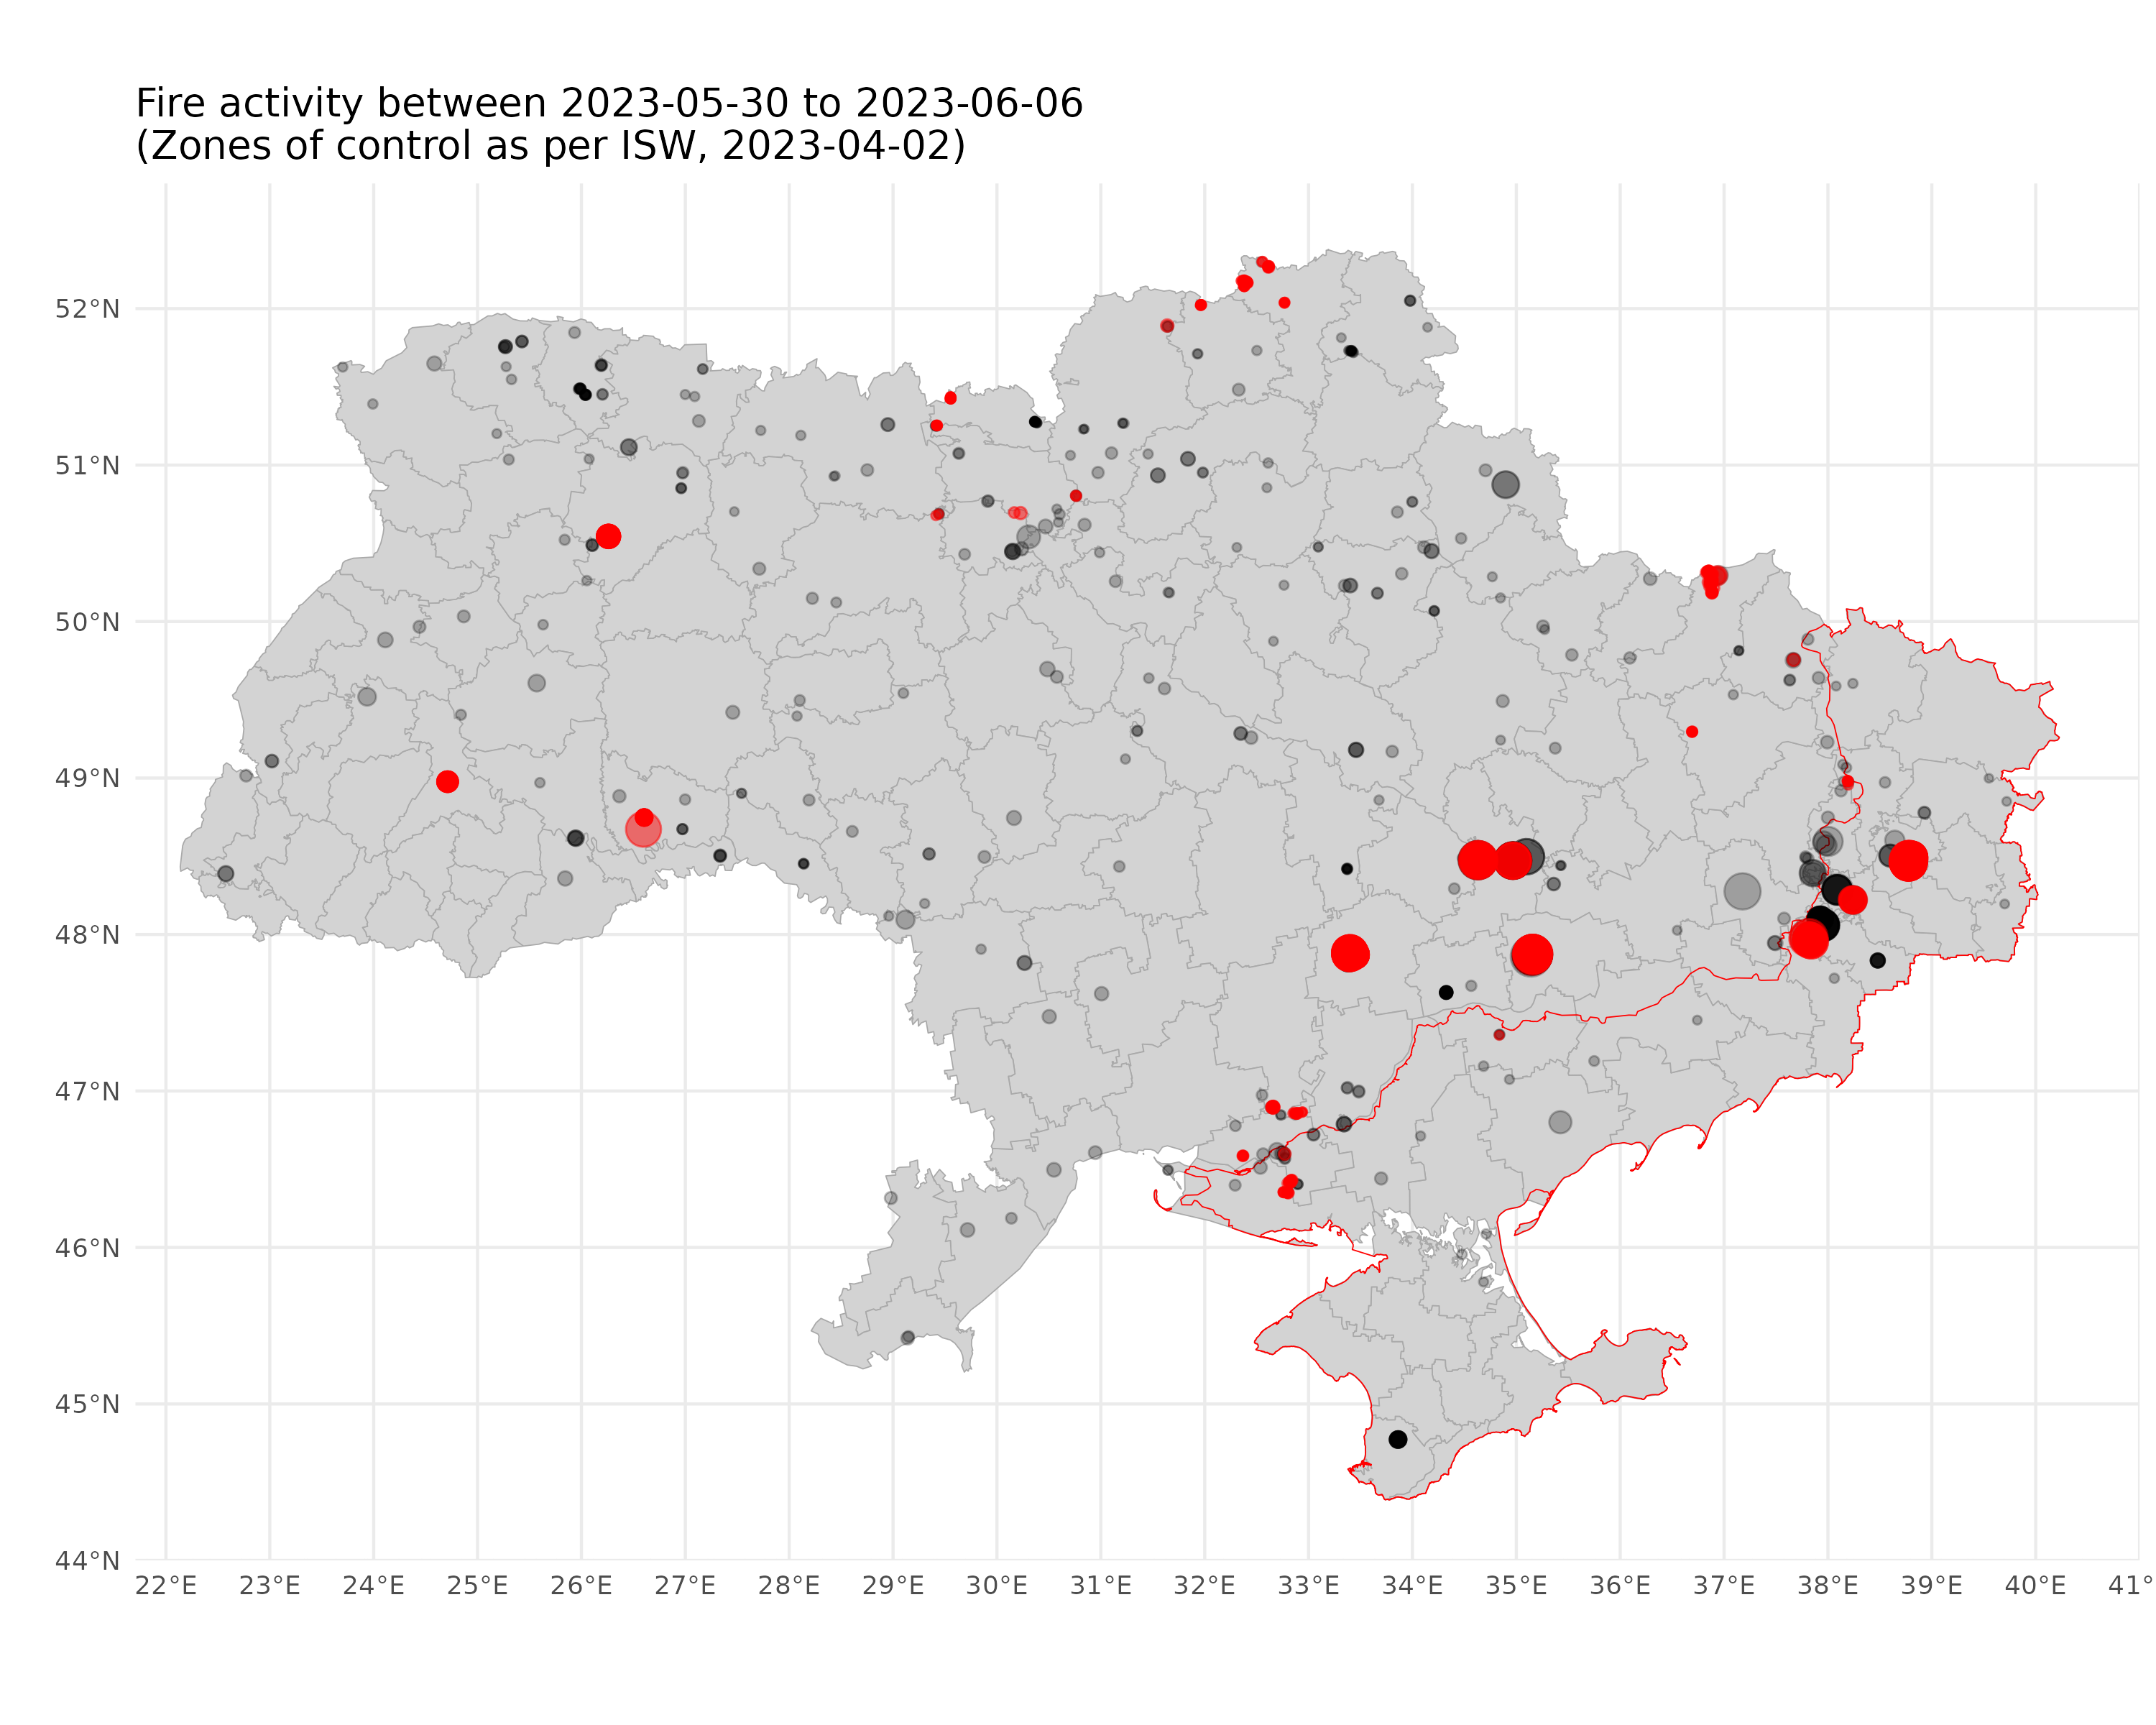 Fire activity between 2023-05-30 to 2023-06-06
(Zones of control as per ISW, 2023-04-02)
52°N
51°N
50°N
49°N
48°N
47°N
46°N
45°N
44°N
22°E 23°E 24°E 25°E 26°E 27°E 28°E 29°E 30°E 31°E 32°E 33°E 34°E 35°E 36°E 37°E 38°E 39°E 40°E 41°